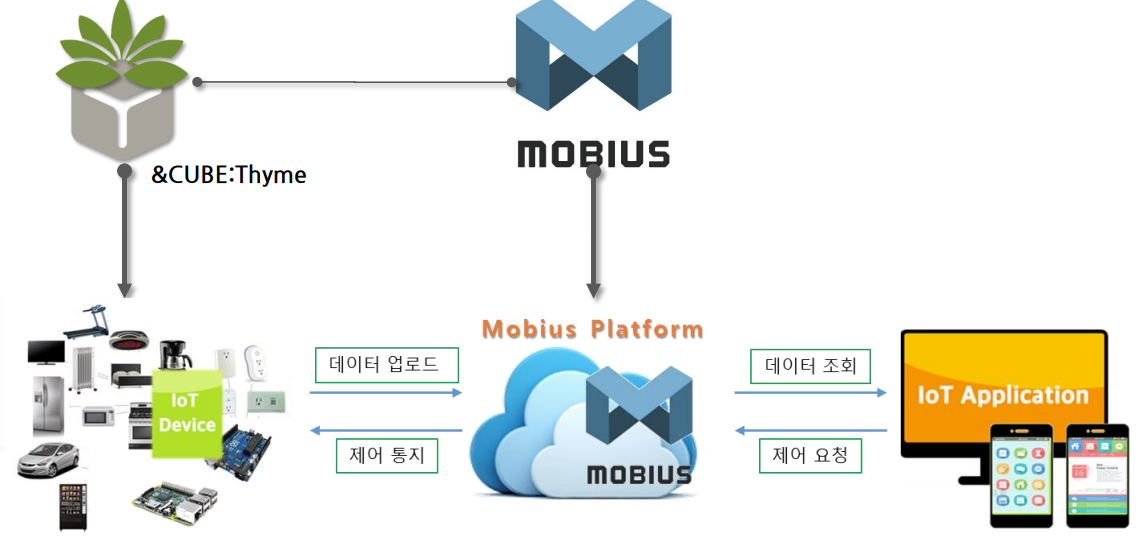 MOBIUS
&CUBE:Thyme
Mobius Platform
데이터 업로드
데이터 조회
IoT
Device
IoT Application
제어 통지
제어 요청
MOBIUS